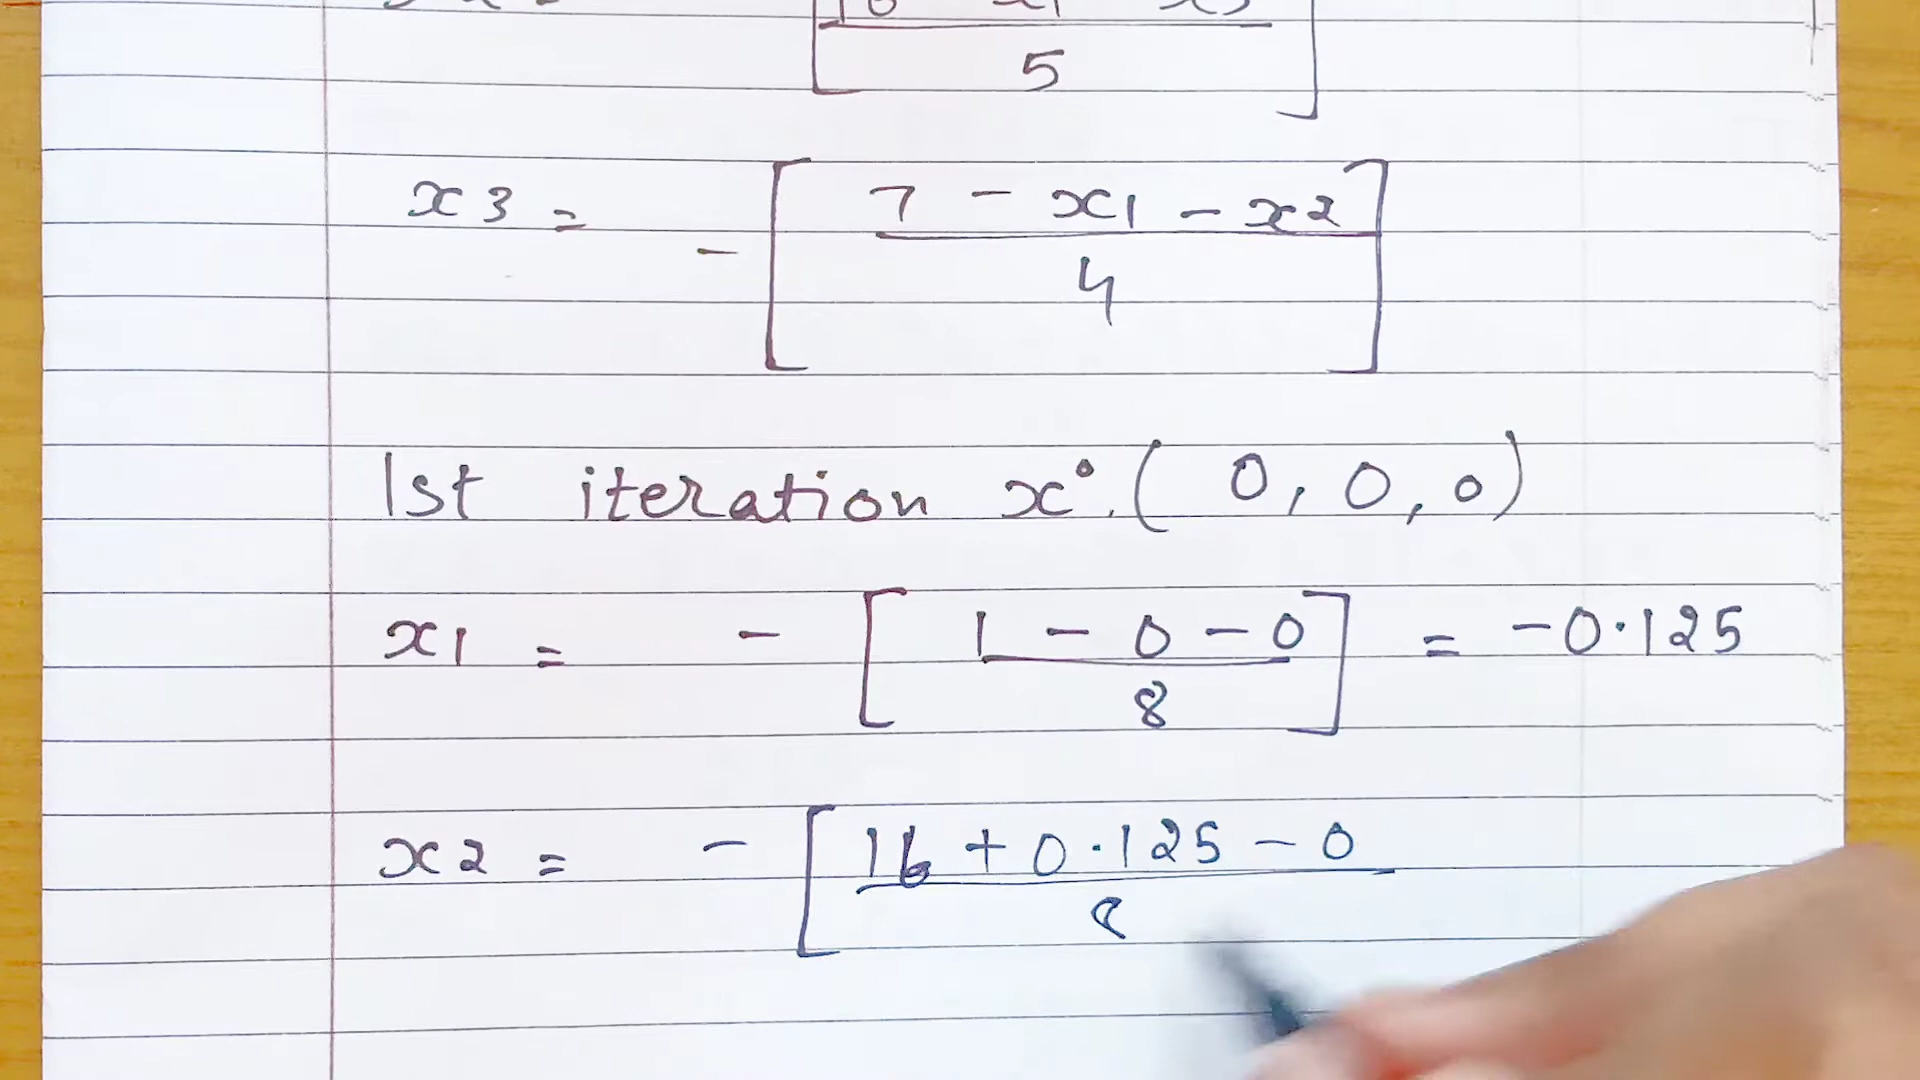 5
x3 = - [ 7 - x1 - x2 / 4 ]
1st iteration x°. ( 0, 0, 0 )
x1 = - [ 1 - 0 - 0 / 8 ] = -0.125
x2 = - [ 16 + 0.125 - 0